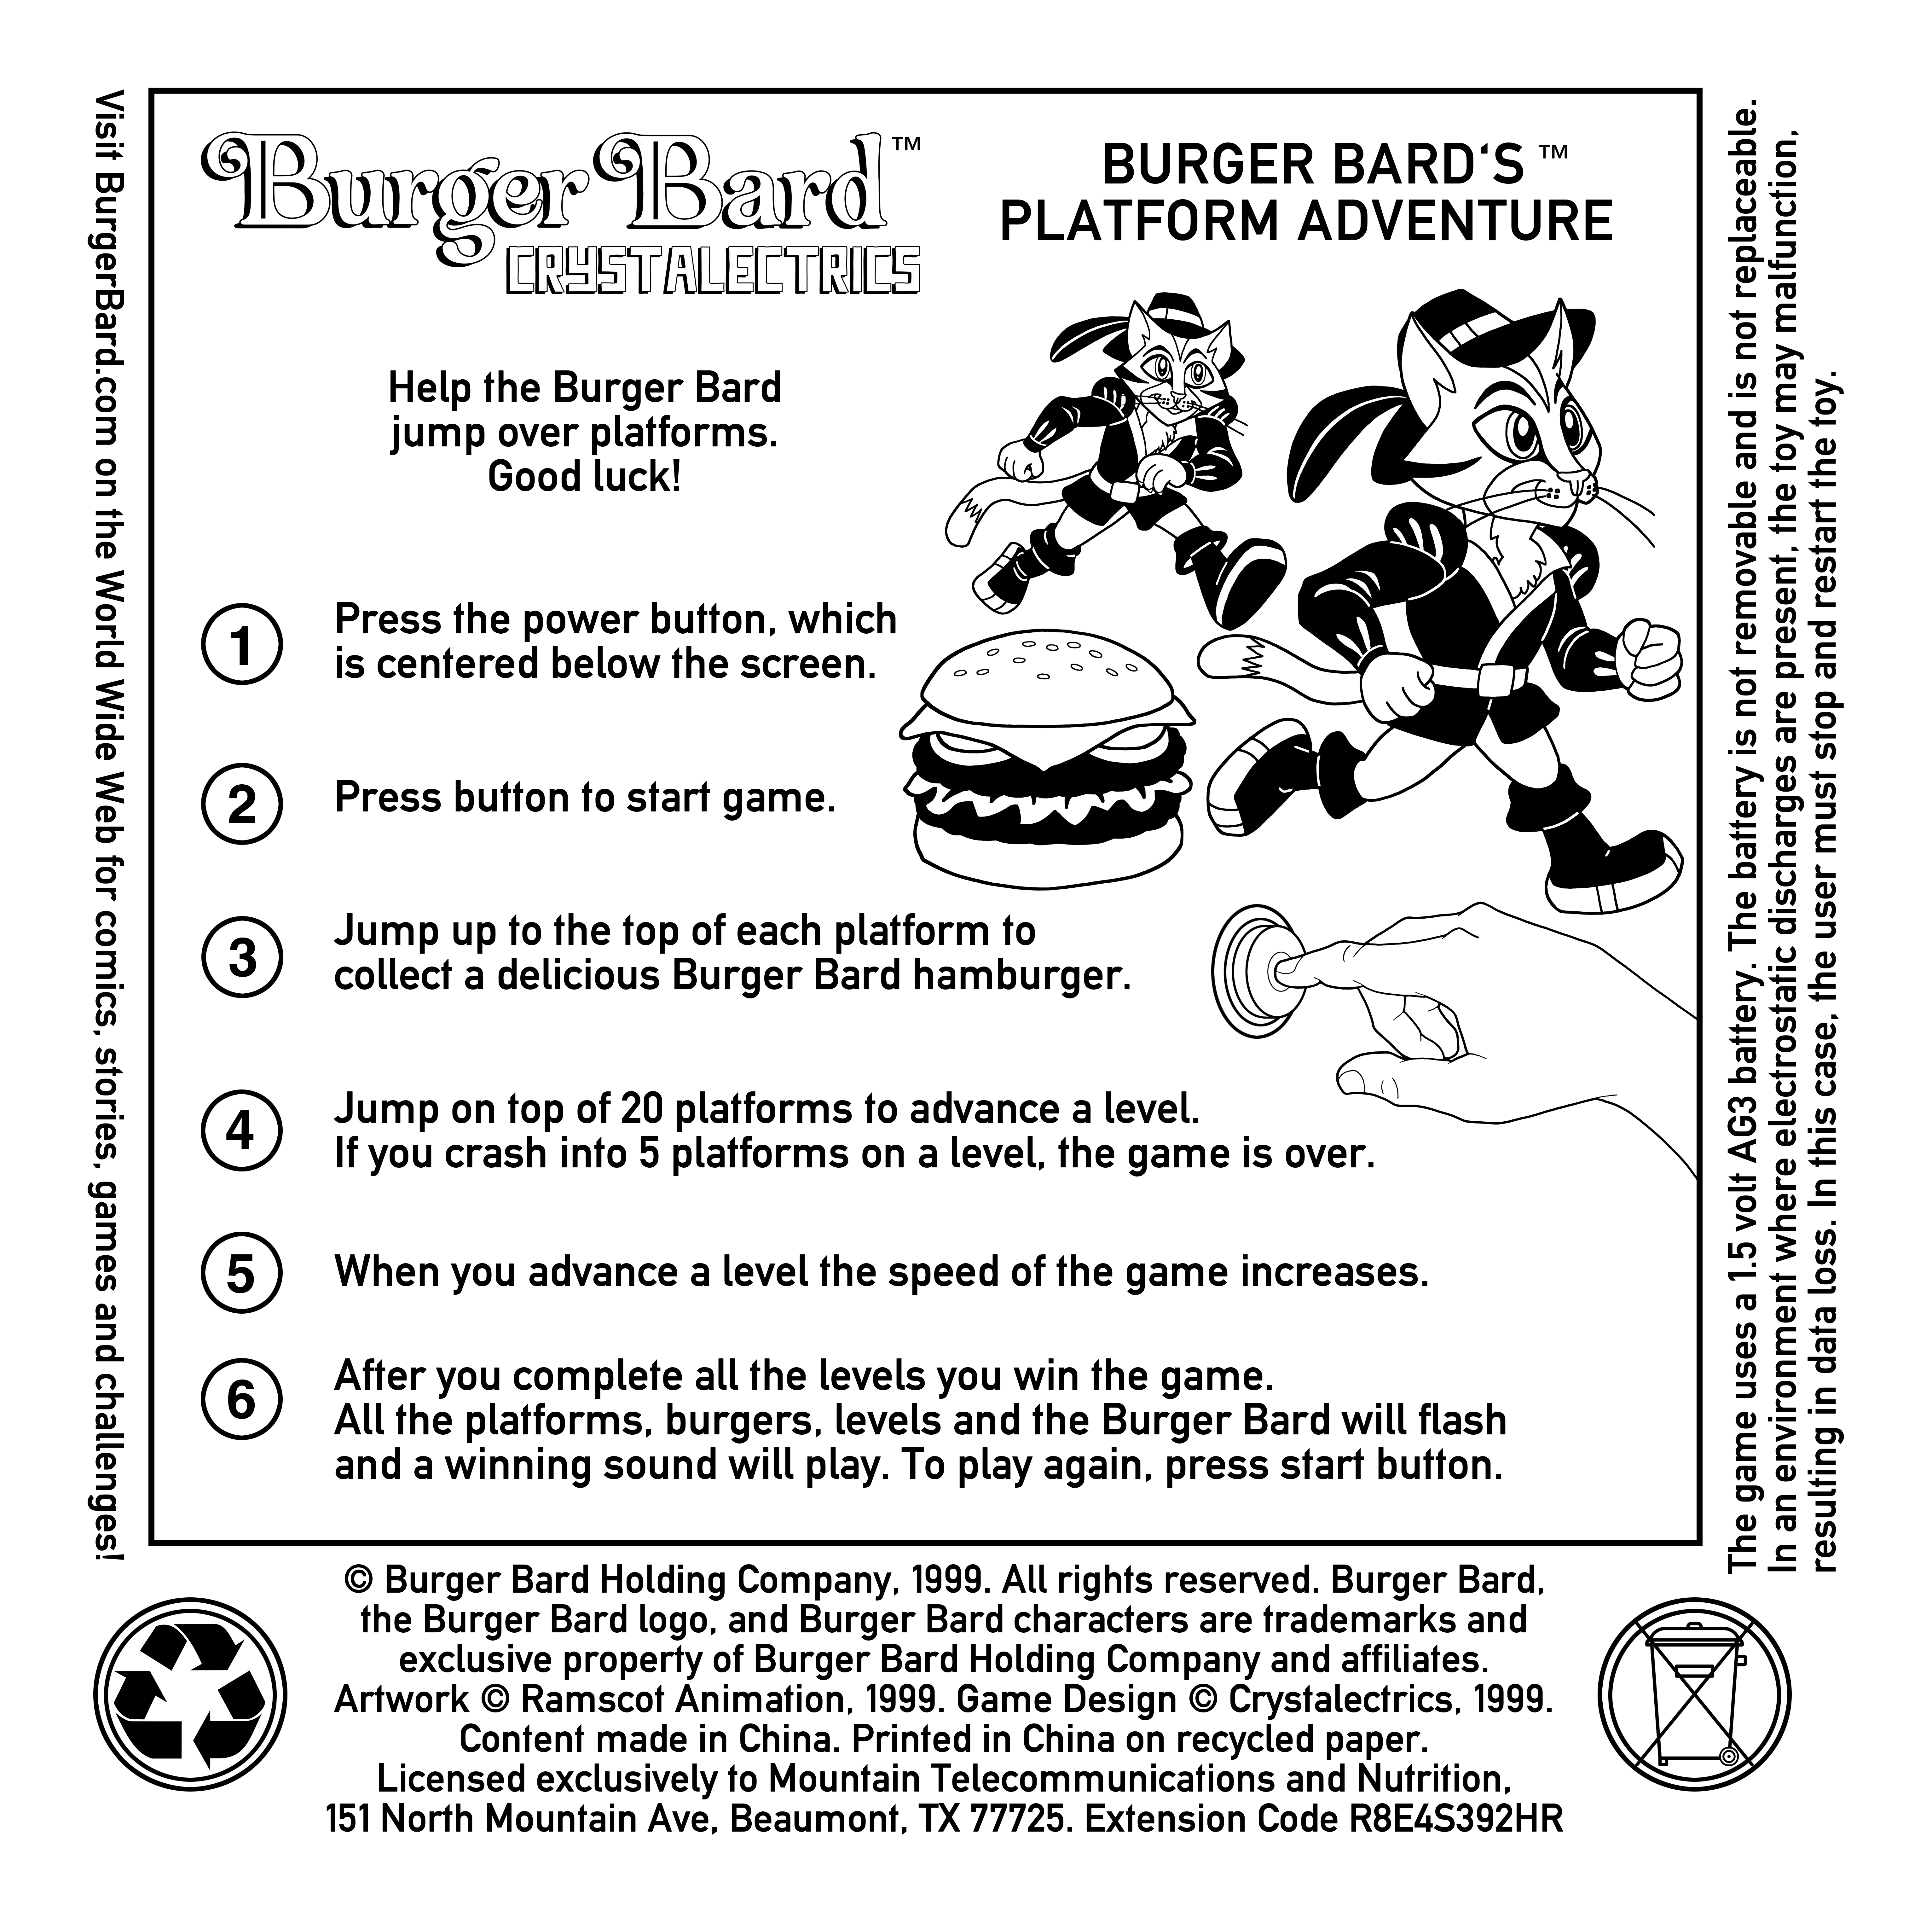 Burger Bard™
CRYSTALECTRICS
BURGER BARD‘S™
PLATFORM ADVENTURE
Help the Burger Bard
jump over platforms.
Good luck!
1
Press the power button, which
is centered below the screen.
2
Press button to start game.
3
Jump up to the top of each platform to
collect a delicious Burger Bard hamburger.
4
Jump on top of 20 platforms to advance a level.
If you crash into 5 platforms on a level, the game is over.
5
When you advance a level the speed of the game increases.
6
After you complete all the levels you win the game.
All the platforms, burgers, levels and the Burger Bard will flash
and a winning sound will play. To play again, press start button.
Visit BurgerBard.com on the World Wide Web for comics, stories, games and challenges!
The game uses a 1.5 volt AG3 battery. The battery is not removable and is not replaceable.
In an environment where electrostatic discharges are present, the toy may malfunction,
resulting in data loss. In this case, the user must stop and restart the toy.
© Burger Bard Holding Company, 1999. All rights reserved. Burger Bard,
the Burger Bard logo, and Burger Bard characters are trademarks and
exclusive property of Burger Bard Holding Company and affiliates.
Artwork © Ramscot Animation, 1999. Game Design © Crystalectrics, 1999.
Content made in China. Printed in China on recycled paper.
Licensed exclusively to Mountain Telecommunications and Nutrition,
151 North Mountain Ave, Beaumont, TX 77725. Extension Code R8E4S392HR